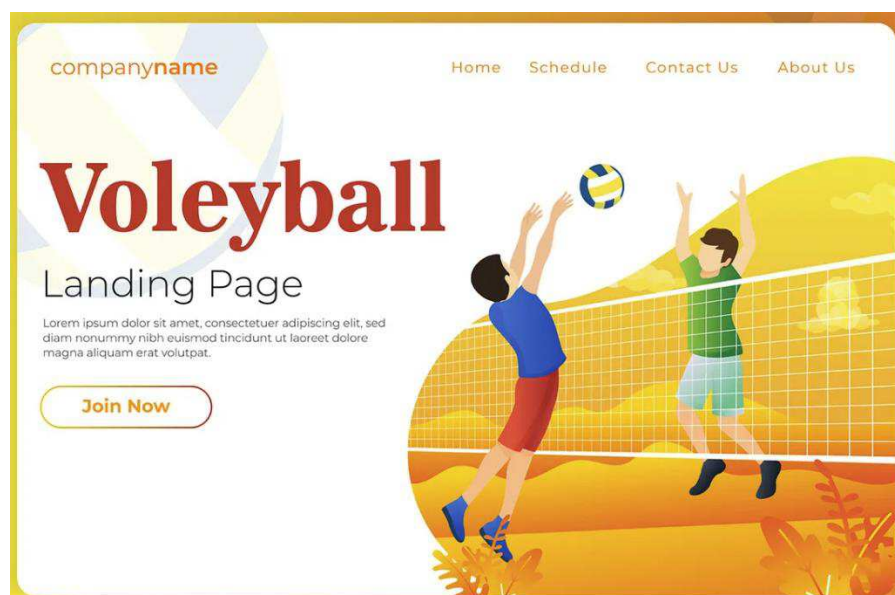 companyname
Home Schedule Contact Us About Us
Voleyball
Landing Page
Lorem ipsum dolor sit amet, consectetuer adipiscing elit, sed
diam nonummy nibh euismod tincidunt ut laoreet dolore
magna aliquam erat volutpat.
Join Now